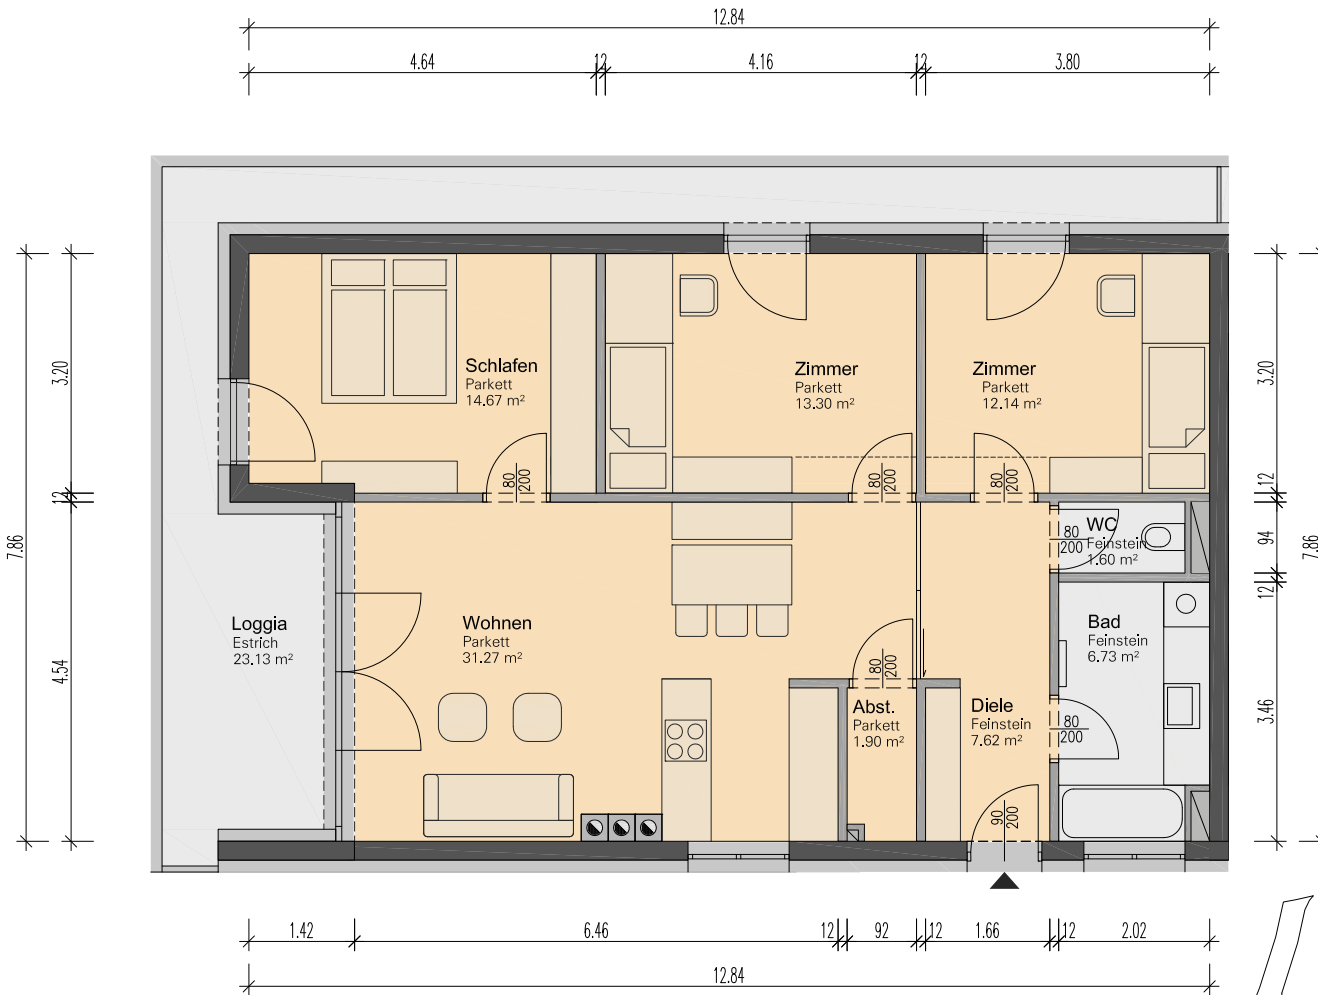 12.84
4.64
12
4.16
12
3.80
Schlafen
Parkett
14.67 m²
Zimmer
Parkett
13.30 m²
Zimmer
Parkett
12.14 m²
3.20
12
4.54
7.86
3.20
12
94
12
3.46
7.86
80
200
80
200
80
200
WC
Feinstein
1.60 m²
80
200
Loggia
Estrich
23.13 m²
Wohnen
Parkett
31.27 m²
Bad
Feinstein
6.73 m²
80
200
Abst.
Parkett
1.90 m²
Diele
Feinstein
7.62 m²
80
200
90
200
1.42
6.46
12
92
12
1.66
12
2.02
12.84